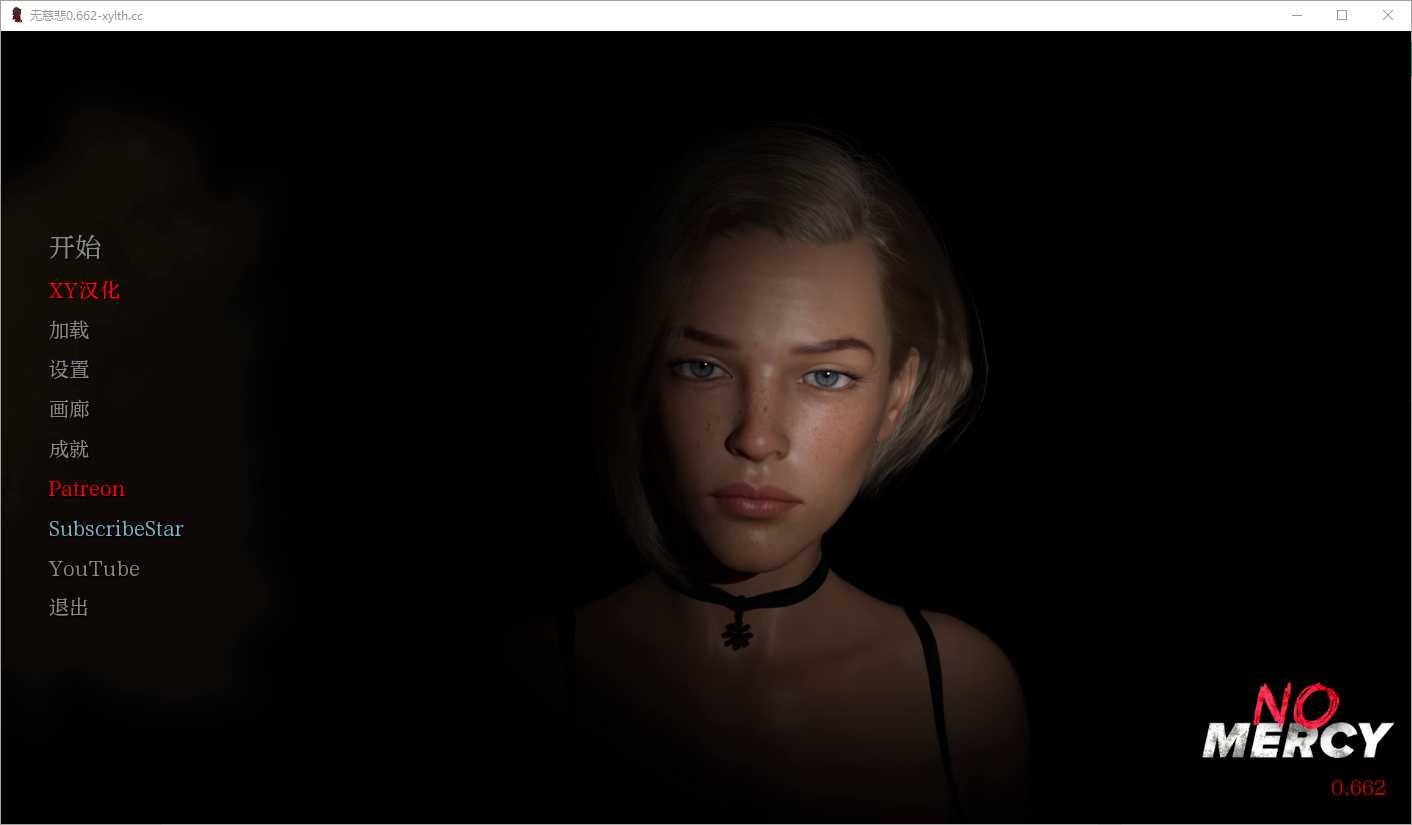 无慈悲0.662-xylth.cc
开始
XY汉化
加载
设置
画廊
成就
Patreon
SubscribeStar
YouTube
退出
NO
MERCY
0.662